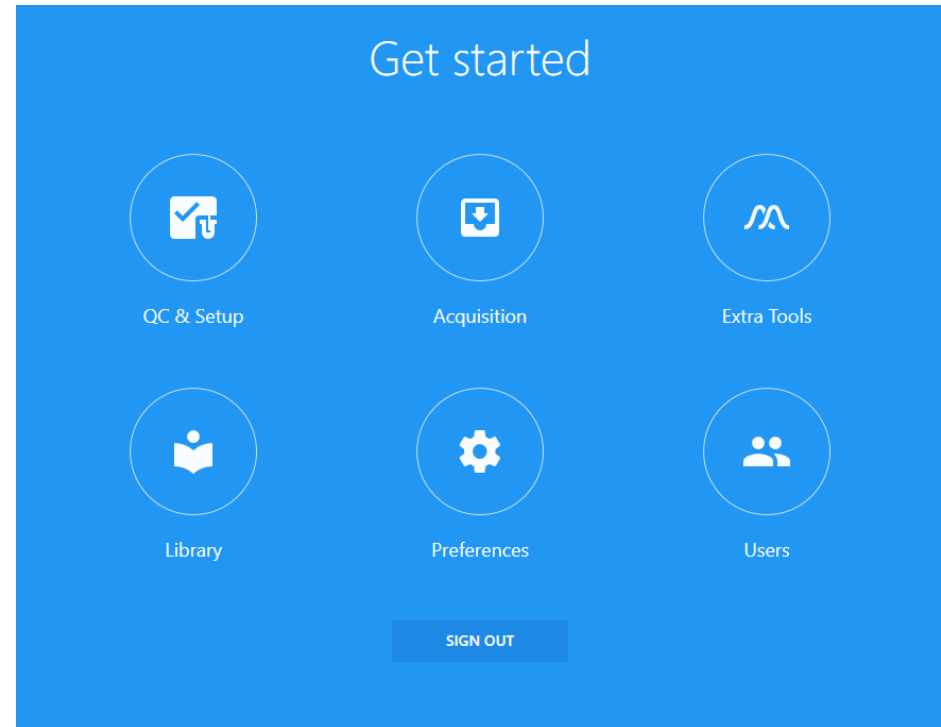 Get started
QC & Setup
Acquisition
Extra Tools
Library
Preferences
Users
SIGN OUT